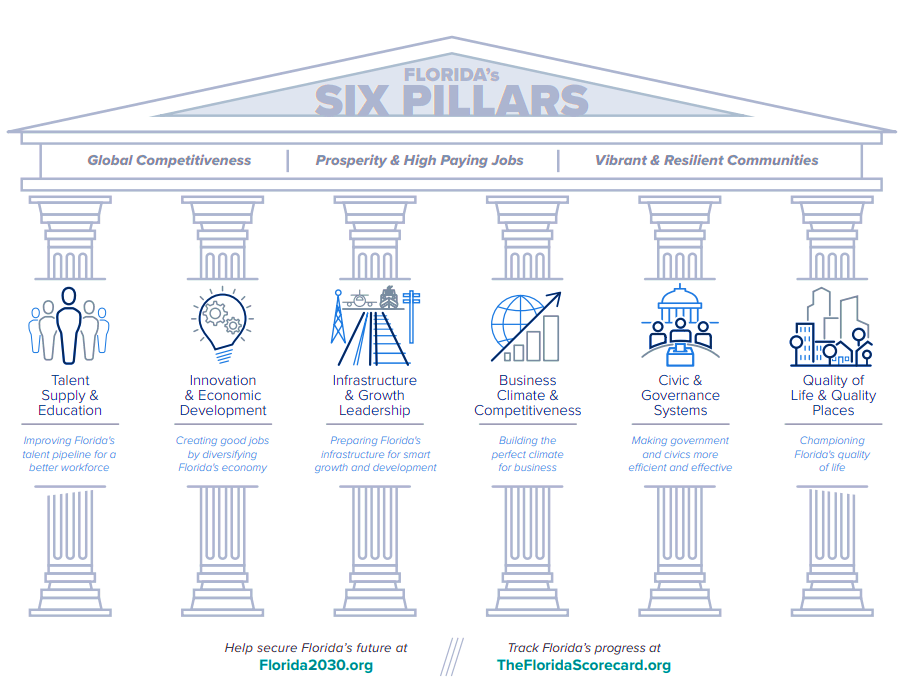 FLORIDA's
SIX PILLARS
Global Competitiveness | Prosperity & High Paying Jobs | Vibrant & Resilient Communities
Talent
Supply &
Education
Improving Florida's
talent pipeline for a
better workforce
Innovation
& Economic
Development
Creating good jobs
by diversifying
Florida's economy
Infrastructure
& Growth
Leadership
Preparing Florida's
infrastructure for smart
growth and development
Business
Climate &
Competitiveness
Building the
perfect climate
for business
Civic &
Governance
Systems
Making government
and civics more
efficient and effective
Quality of
Life & Quality
Places
Championing
Florida's quality
of life
Help secure Florida's future at
Florida2030.org
Track Florida's progress at
TheFloridaScorecard.org